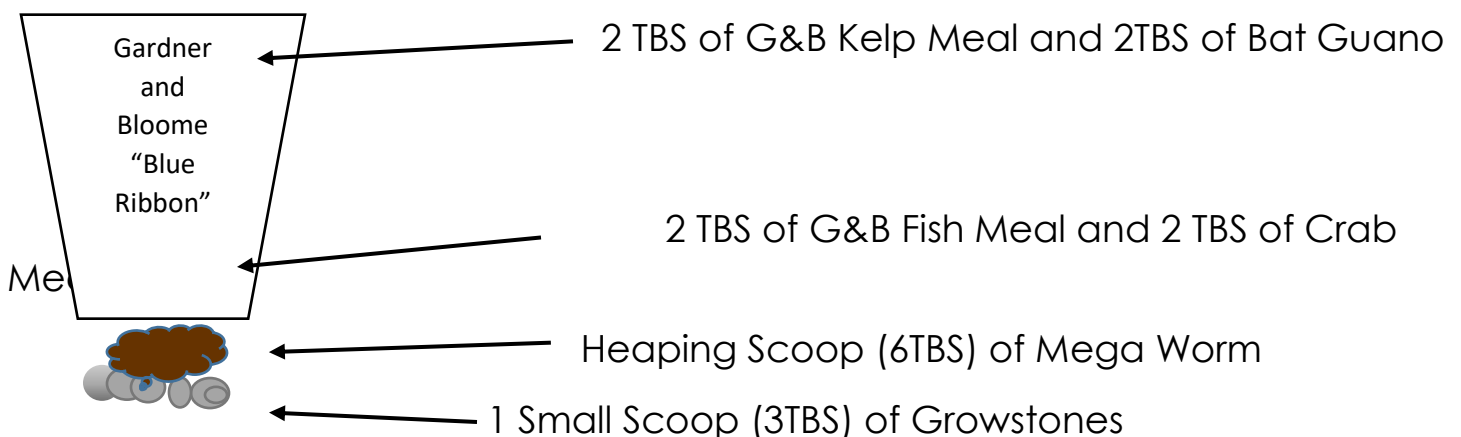 Gardner
and
Bloome
“Blue
Ribbon”
2 TBS of G&B Kelp Meal and 2TBS of Bat Guano
2 TBS of G&B Fish Meal and 2 TBS of Crab
Heaping Scoop (6TBS) of Mega Worm
1 Small Scoop (3TBS) of Growstones